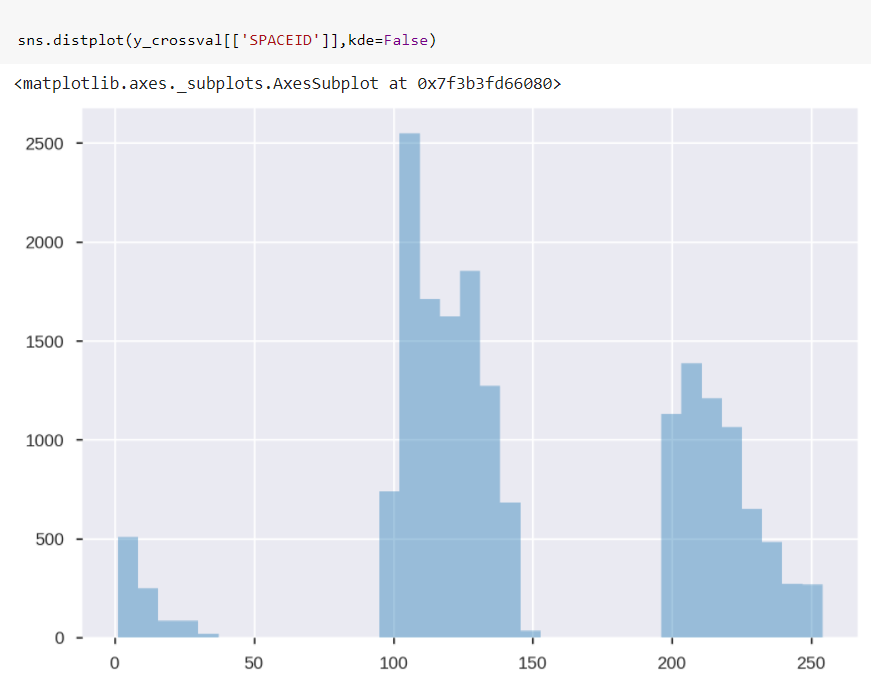 sns.distplot(y_crossval[['SPACEID']],kde=False)
<matplotlib.axes._subplots.AxesSubplot at 0x7f3b3fd66080>
2500
2000
1500
1000
500
0
0 50 100 150 200 250